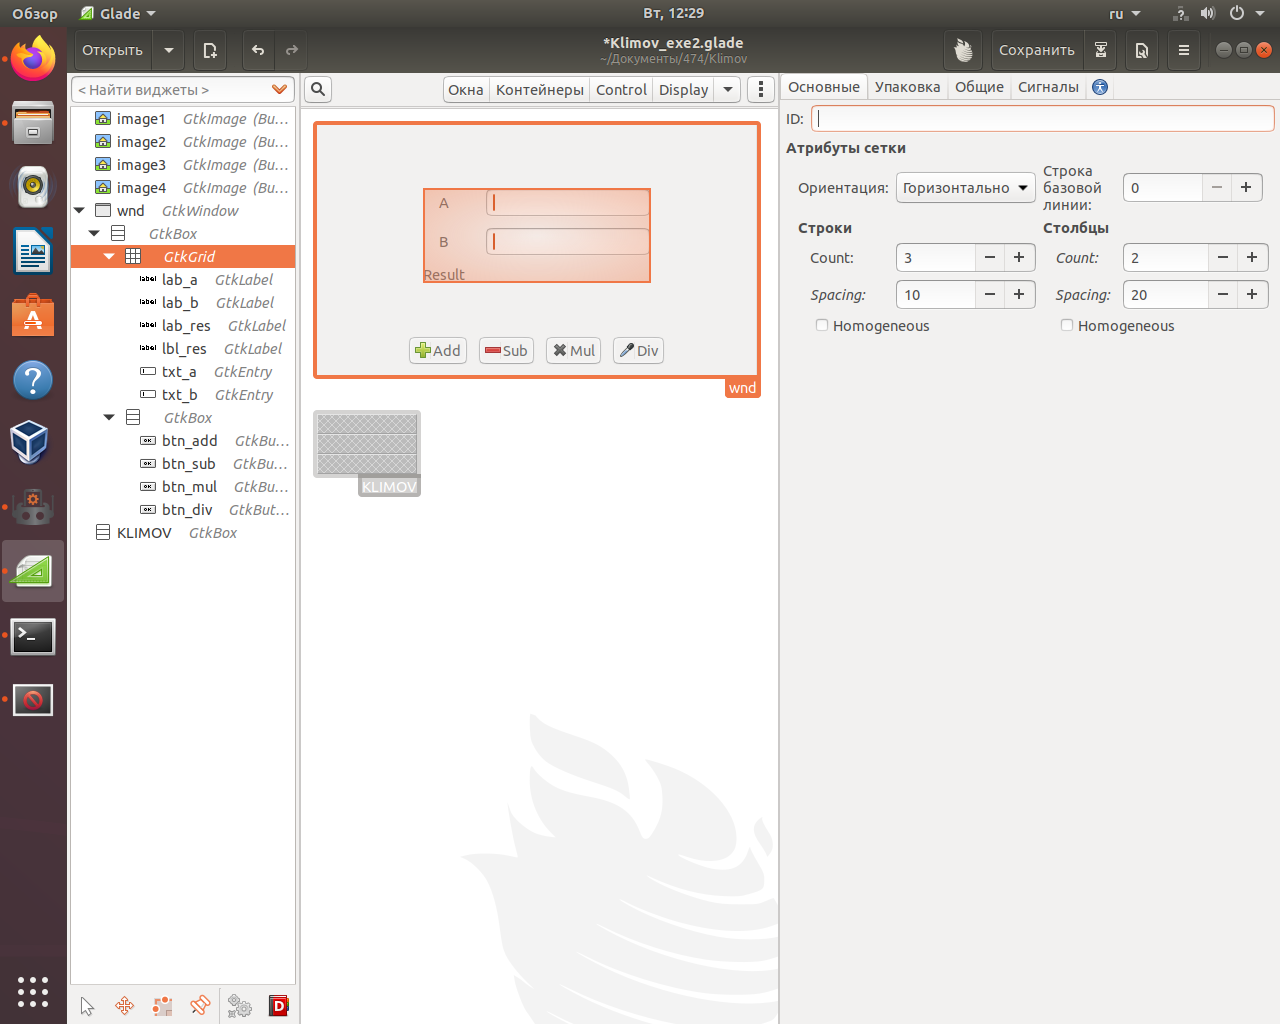 Обзор
Glade
Вт, 12:29
ru
Открыть
*Klimov_exe2.glade
~/Документы/474/Klimov
Сохранить
< Найти виджеты >
image1 GtkImage (Bu…
image2 GtkImage (Bu…
image3 GtkImage (Bu…
image4 GtkImage (Bu…
wnd GtkWindow
GtkBox
GtkGrid
lab_a GtkLabel
lab_b GtkLabel
lab_res GtkLabel
lbl_res GtkLabel
txt_a GtkEntry
txt_b GtkEntry
GtkBox
btn_add GtkBu…
btn_sub GtkBu…
btn_mul GtkBu…
btn_div GtkBut…
KLIMOV GtkBox
Окна Контейнеры Control Display
A
B
Result
Add Sub Mul Div
wnd
KLIMOV
Основные Упаковка Общие Сигналы
ID:
Атрибуты сетки
Ориентация: Горизонтально
Строка
базовой
линии:
0
Строки Столбцы
Count: 3 Count: 2
Spacing: 10 Spacing: 20
Homogeneous Homogeneous